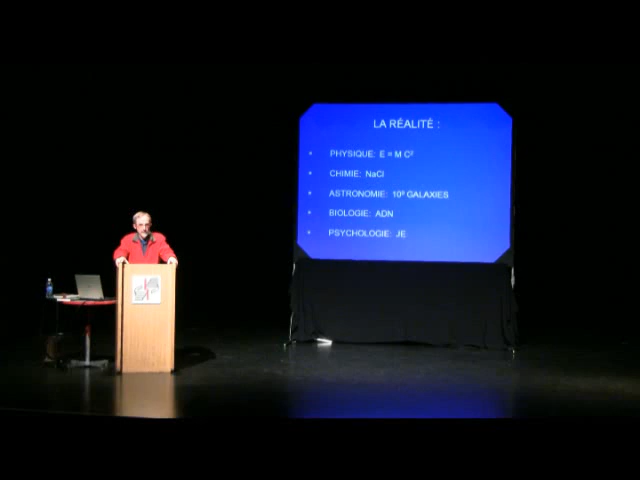 LA RÉALITÉ :
• PHYSIQUE: E = M C²
• CHIMIE: NaCl
• ASTRONOMIE: 10⁹ GALAXIES
• BIOLOGIE: ADN
• PSYCHOLOGIE: JE